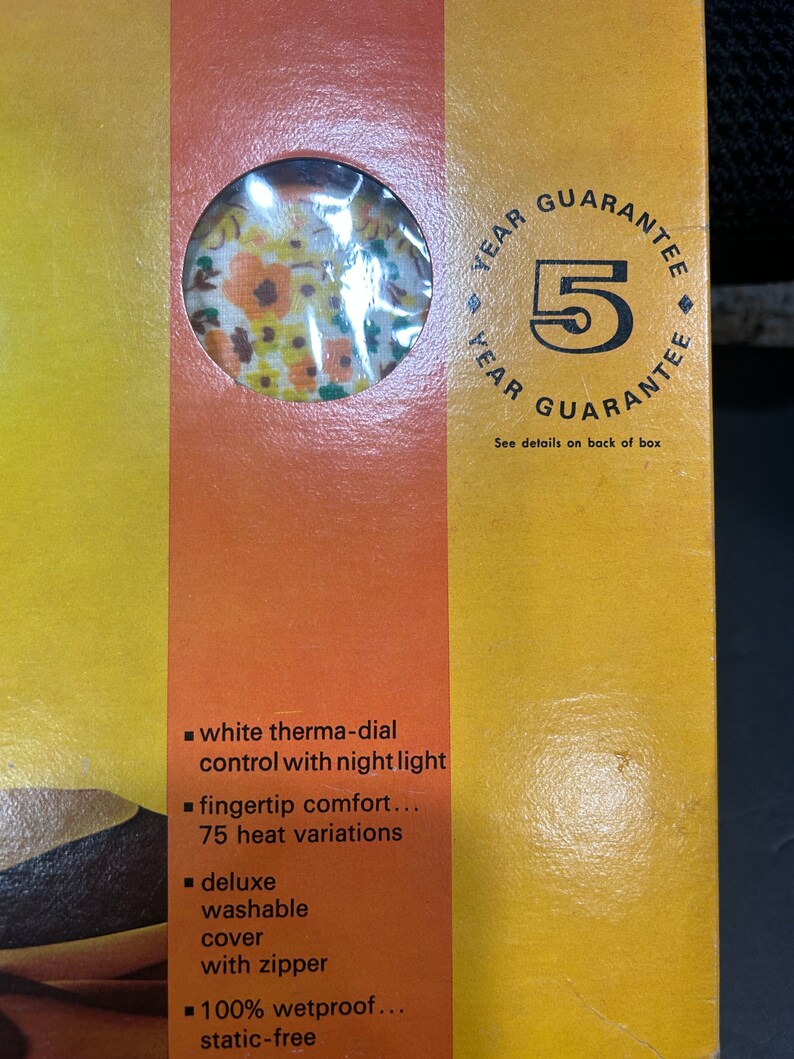 YEAR GUARANTEE
5
YEAR GUARANTEE
See details on back of box
▪ white therma-dial
control with night light
▪ fingertip comfort...
75 heat variations
▪ deluxe
washable
cover
with zipper
▪ 100% wetproof...
static-free